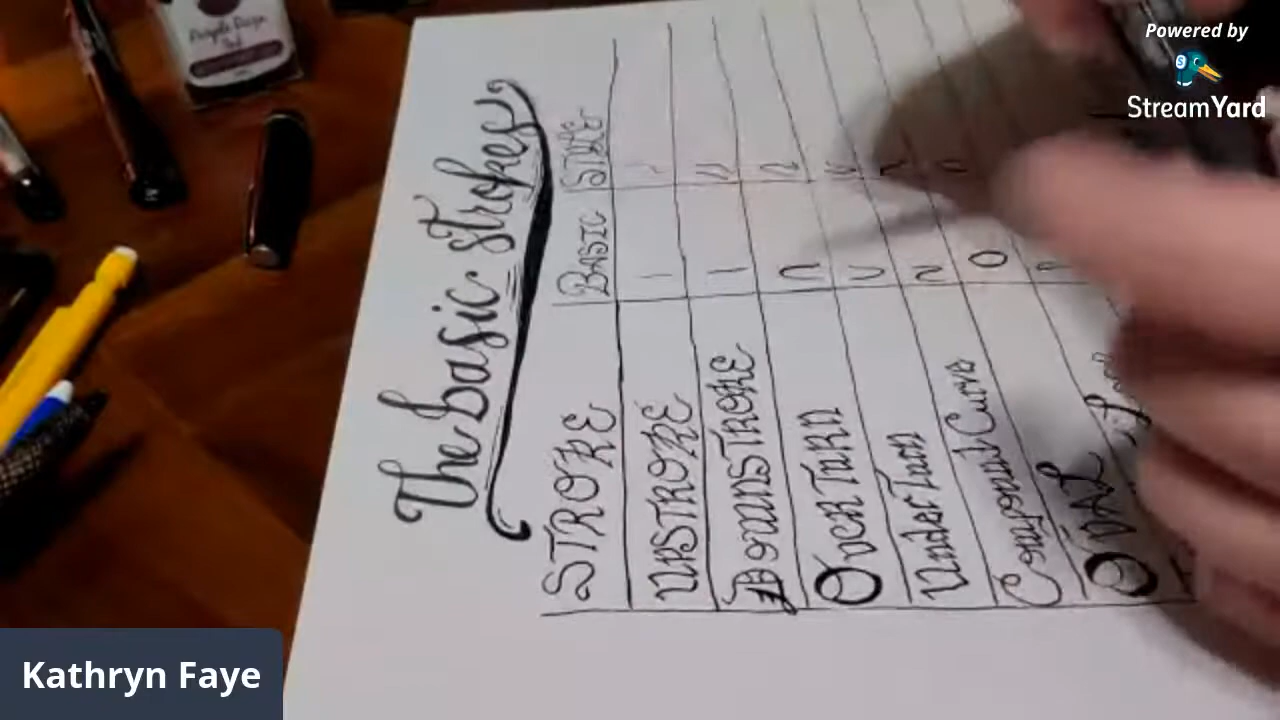 Powered by
StreamYard
The basic strokes
STROKE BASIC
UPSTROKE
DOWNSTROKE
Over Turn
Under Turn
Compound Curve
OVAL
Kathryn Faye